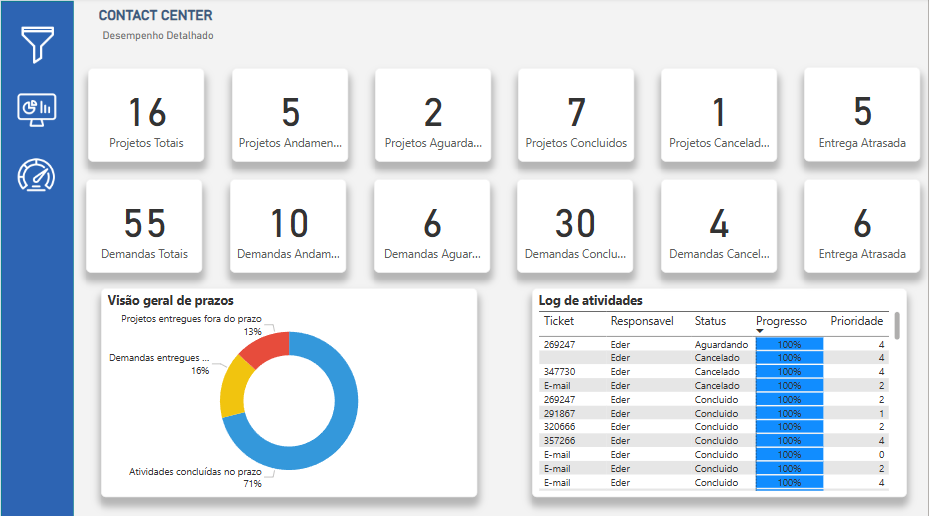 CONTACT CENTER
Desempenho Detalhado
16
Projetos Totais
5
Projetos Andamen...
2
Projetos Aguarda...
7
Projetos Concluidos
1
Projetos Cancelad...
5
Entrega Atrasada
55
Demandas Totais
10
Demandas Andam...
6
Demandas Aguar...
30
Demandas Conclu...
4
Demandas Cancel...
6
Entrega Atrasada
Visão geral de prazos
Projetos entregues fora do prazo
13%
Demandas entregues ...
16%
Atividades concluídas no prazo
71%
Log de atividades
Ticket Responsavel Status Progresso Prioridade
269247 Eder Aguardando 100% 4
Eder Cancelado 100% 4
347730 Eder Cancelado 100% 4
E-mail Eder Cancelado 100% 2
269247 Eder Concluido 100% 2
291867 Eder Concluido 100% 1
320666 Eder Concluido 100% 2
357266 Eder Concluido 100% 4
E-mail Eder Concluido 100% 0
E-mail Eder Concluido 100% 2
E-mail Eder Concluido 100% 4